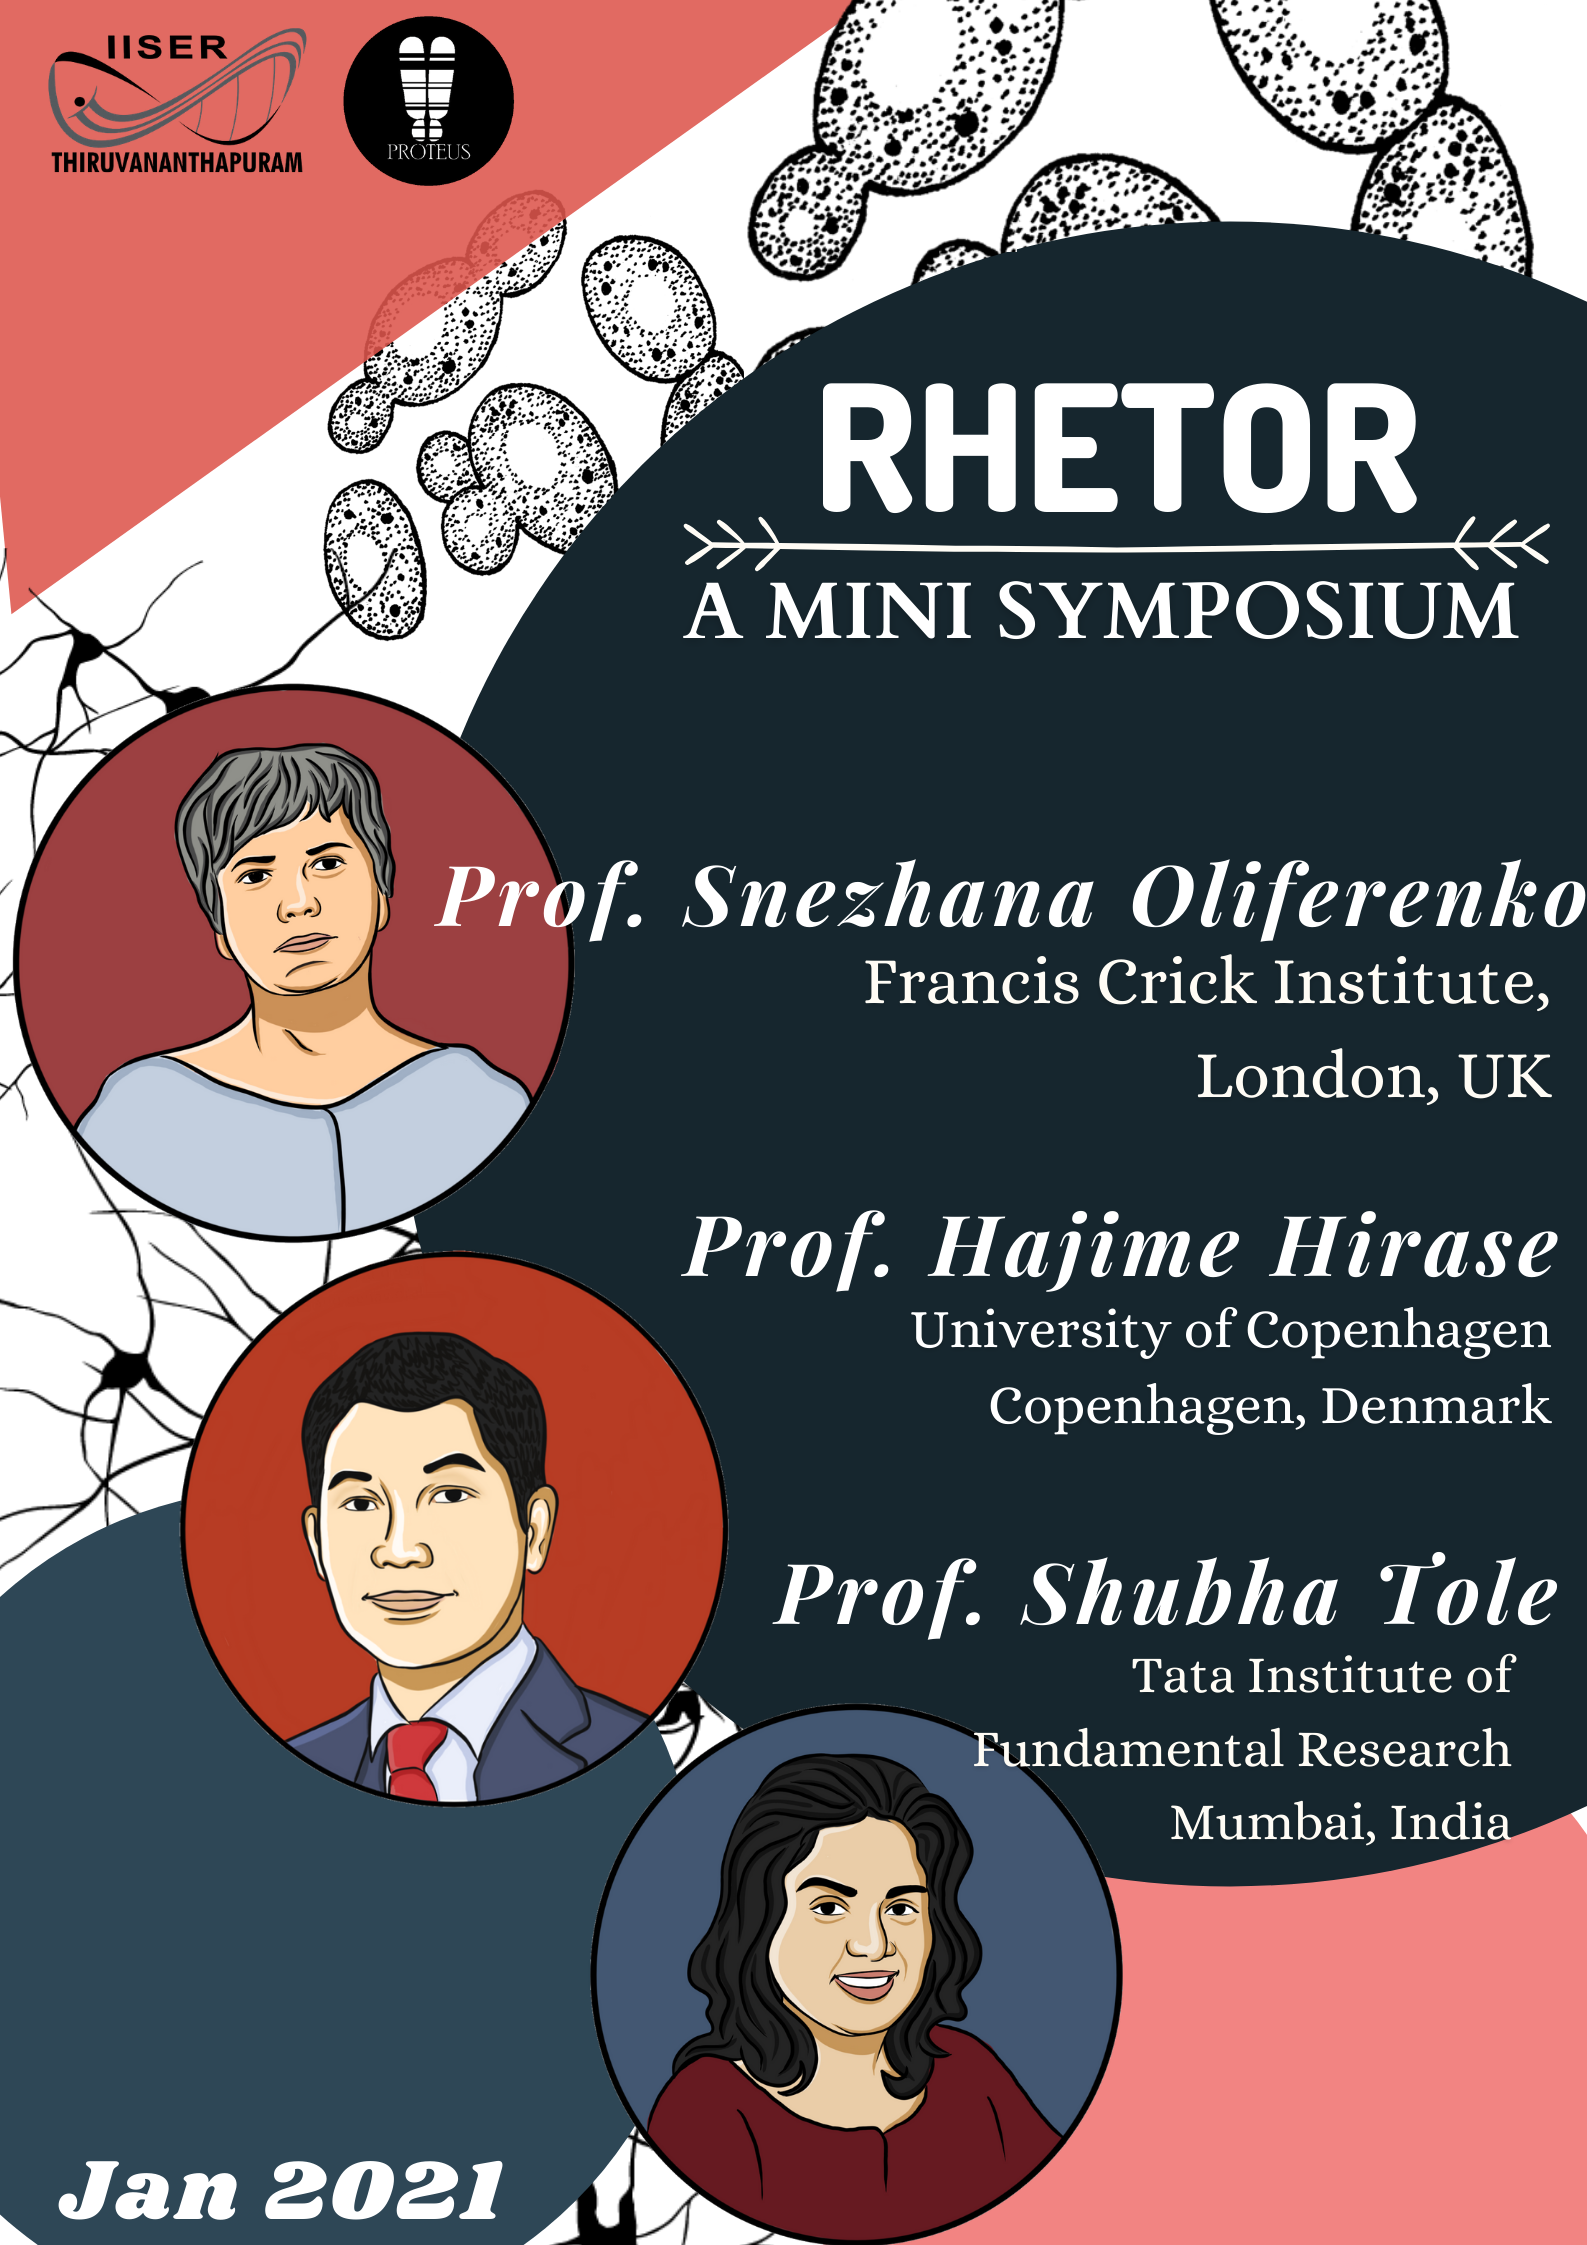 IISER
THIRUVANANTHAPURAM
PROTEUS
RHETOR
A MINI SYMPOSIUM
Prof. Snezhana Oliferenko
Francis Crick Institute,
London, UK
Prof. Hajime Hirase
University of Copenhagen
Copenhagen, Denmark
Prof. Shubha Tole
Tata Institute of
Fundamental Research
Mumbai, India
Jan 2021